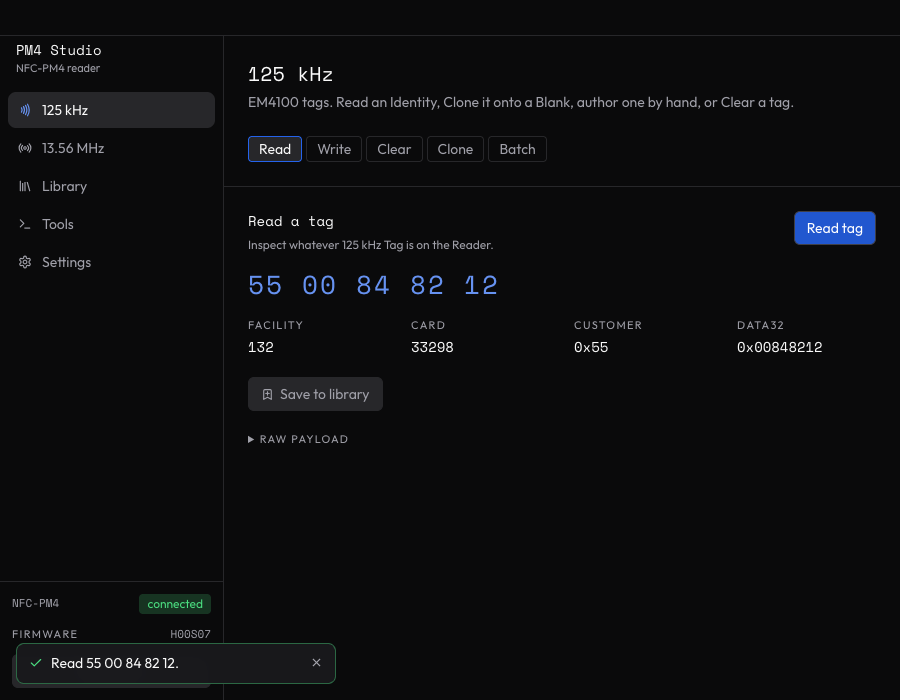 PM4 Studio
NFC-PM4 reader
125 kHz
13.56 MHz
Library
Tools
Settings
NFC-PM4
connected
FIRMWARE
H00S07
Read 55 00 84 82 12.
125 kHz
EM4100 tags. Read an Identity, Clone it onto a Blank, author one by hand, or Clear a tag.
Read Write Clear Clone Batch
Read a tag
Inspect whatever 125 kHz Tag is on the Reader.
Read tag
55 00 84 82 12
FACILITY CARD CUSTOMER DATA32
132 33298 0x55 0x00848212
Save to library
RAW PAYLOAD